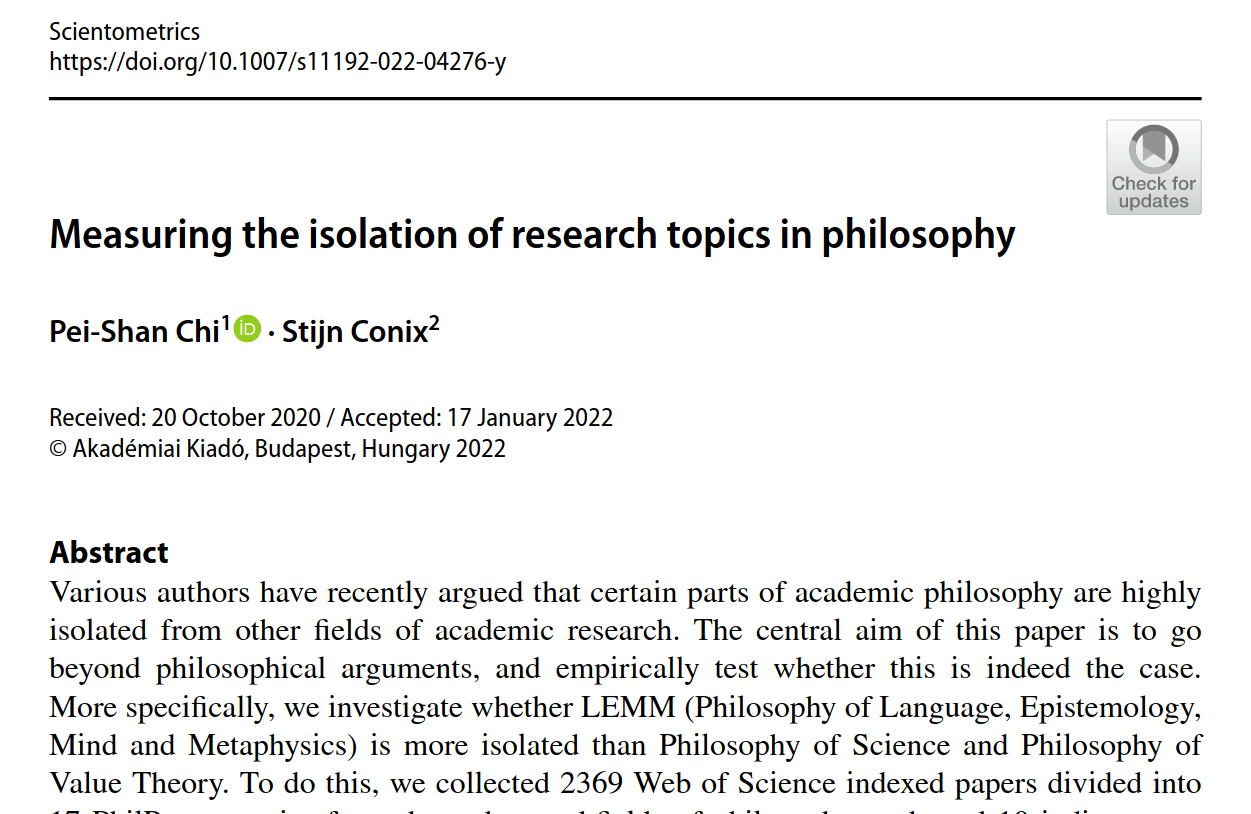 Scientometrics
https://doi.org/10.1007/s11192-022-04276-y
Check for
updates
Measuring the isolation of research topics in philosophy
Pei-Shan Chi1 iD · Stijn Conix2
Received: 20 October 2020 / Accepted: 17 January 2022
© Akadémiai Kiadó, Budapest, Hungary 2022
Abstract
Various authors have recently argued that certain parts of academic philosophy are highly
isolated from other fields of academic research. The central aim of this paper is to go
beyond philosophical arguments, and empirically test whether this is indeed the case.
More specifically, we investigate whether LEMM (Philosophy of Language, Epistemology,
Mind and Metaphysics) is more isolated than Philosophy of Science and Philosophy of
Value Theory. To do this, we collected 2369 Web of Science indexed papers divided into